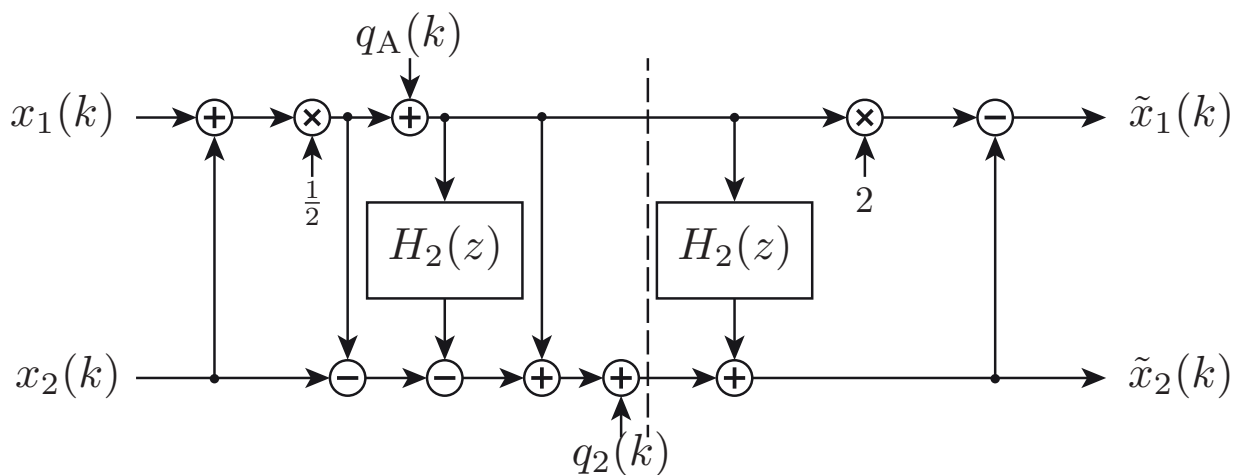 q_A(k)
x_1(k) + × + × − x̃_1(k)
1/2 2
H_2(z) H_2(z)
x_2(k) − − + + + x̃_2(k)
q_2(k)